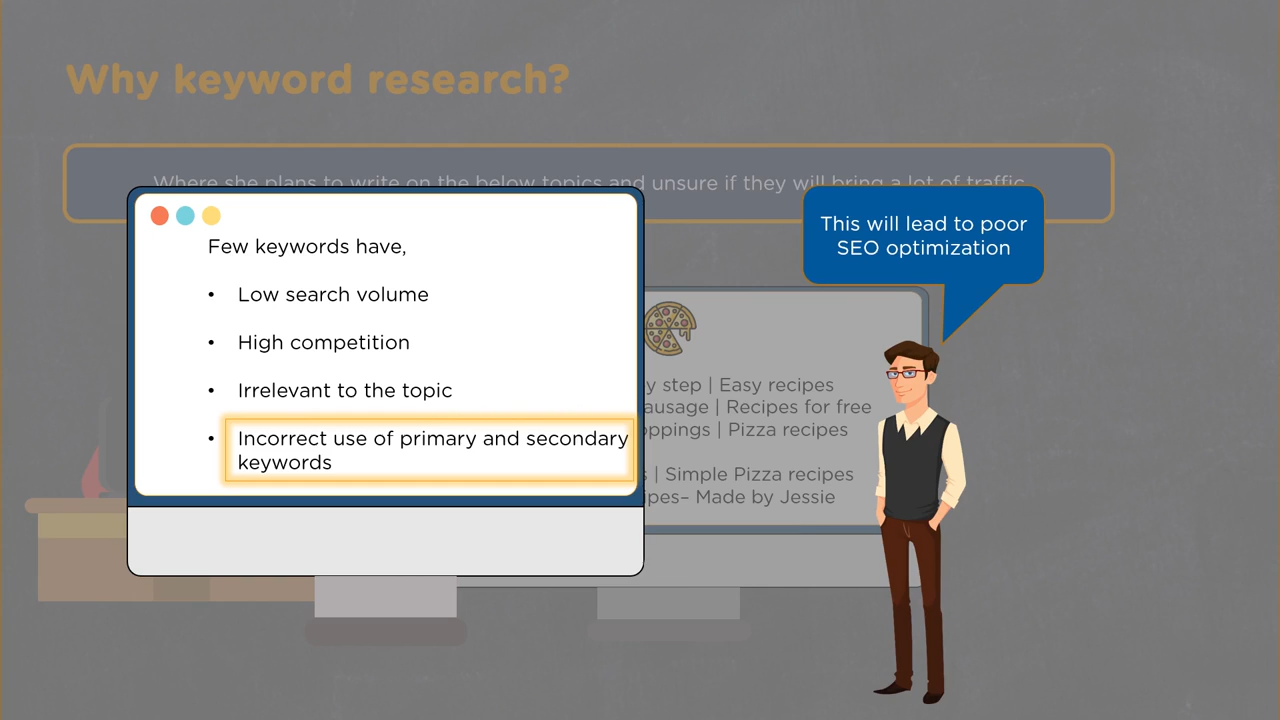 Why keyword research?
Where she plans to write on the below topics and unsure if they will bring a lot of traffic
This will lead to poor
SEO optimization
Few keywords have,
• Low search volume
• High competition
• Irrelevant to the topic
• Incorrect use of primary and secondary
keywords
step | Easy recipes
| Recipes for free
| Pizza recipes
| Simple Pizza recipes
– Made by Jessie